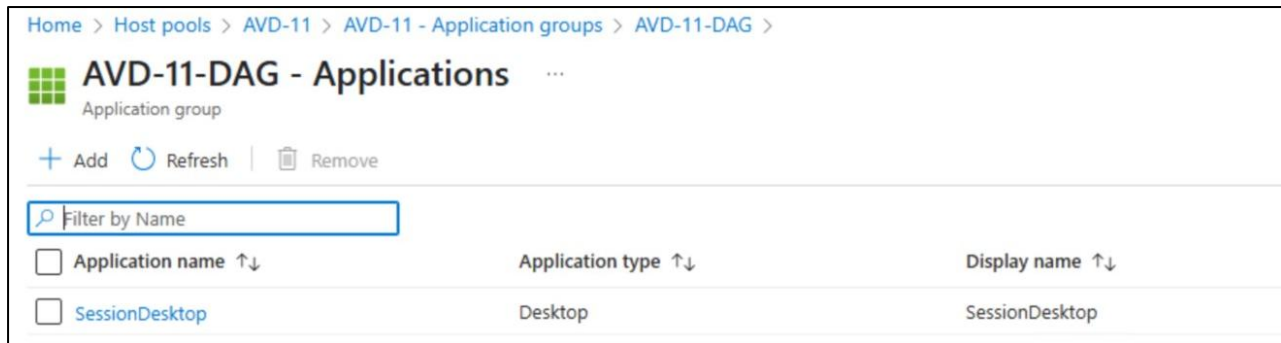 Home > Host pools > AVD-11 > AVD-11 - Application groups > AVD-11-DAG >
AVD-11-DAG - Applications ...
Application group
+ Add Refresh | Remove
Filter by Name
Application name ↑↓ Application type ↑↓ Display name ↑↓
SessionDesktop Desktop SessionDesktop